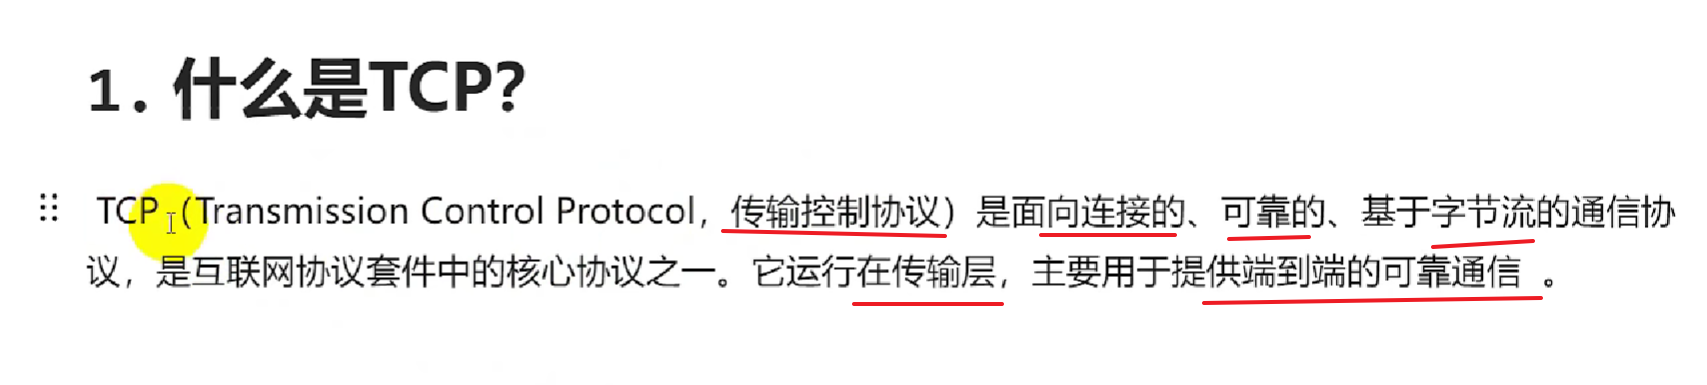 1. 什么是TCP？
TCP（Transmission Control Protocol，传输控制协议）是面向连接的、可靠的、基于字节流的通信协
议，是互联网协议套件中的核心协议之一。它运行在传输层，主要用于提供端到端的可靠通信 。